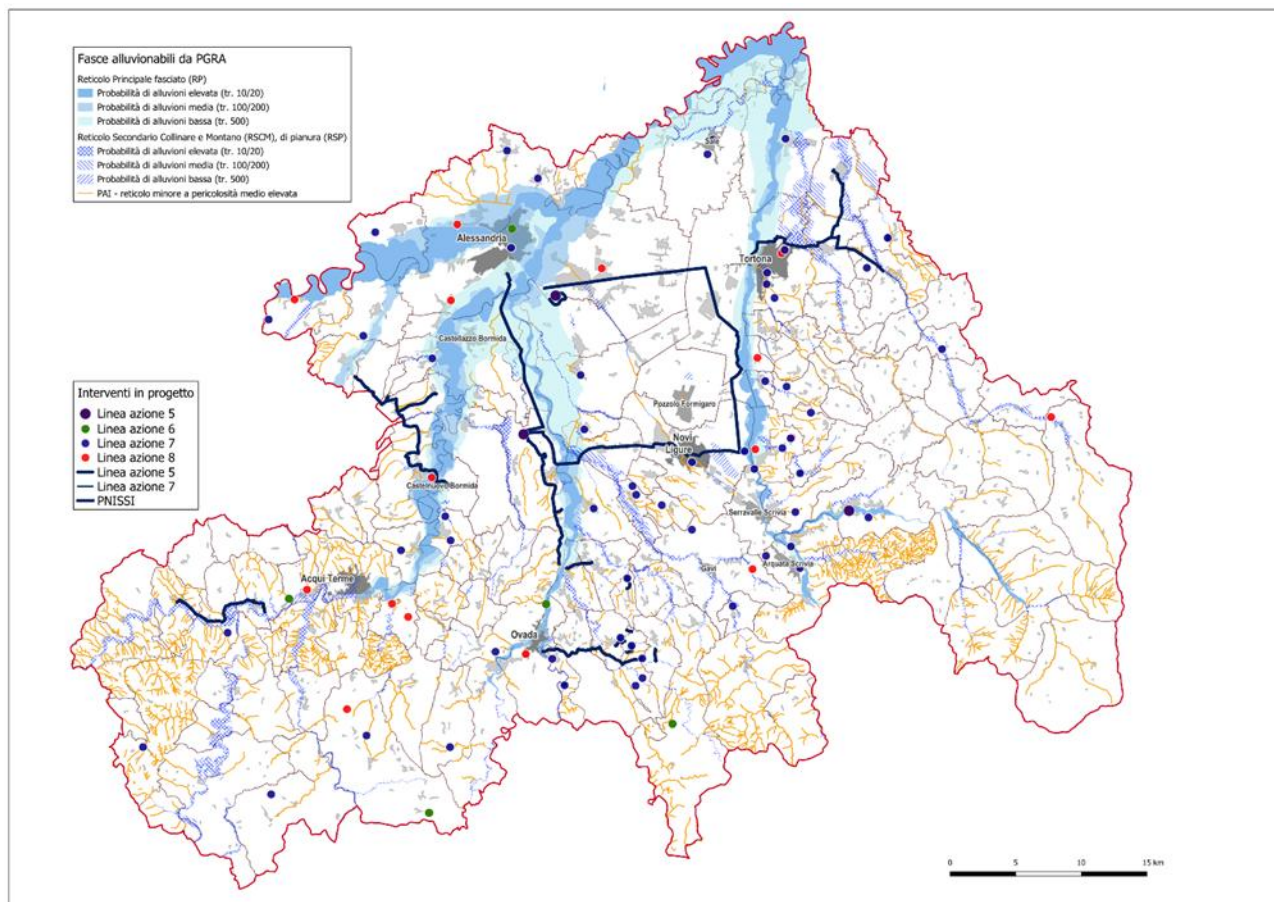 Fasce alluvionabili da PGRA
Reticolo Principale fasciato (RP)
Probabilità di alluvioni elevata (tr. 10/20)
Probabilità di alluvioni media (tr. 100/200)
Probabilità di alluvioni bassa (tr. 500)
Reticolo Secondario Collinare e Montano (RSCM), di pianura (RSP)
Probabilità di alluvioni elevata (tr. 10/20)
Probabilità di alluvioni media (tr. 100/200)
Probabilità di alluvioni bassa (tr. 500)
PAI - reticolo minore a pericolosità medio elevata
Sale
Alessandria
Tortona
Castellazzo Bormida
Interventi in progetto
Linea azione 5
Linea azione 6
Linea azione 7
Linea azione 8
Linea azione 5
Linea azione 7
PNISSI
Pozzolo Formigaro
Novi
Ligure
Castelnuovo Bormida
Serravalle Scrivia
Arquata Scrivia
Gavi
Acqui Terme
Ovada
0 5 10 15 km